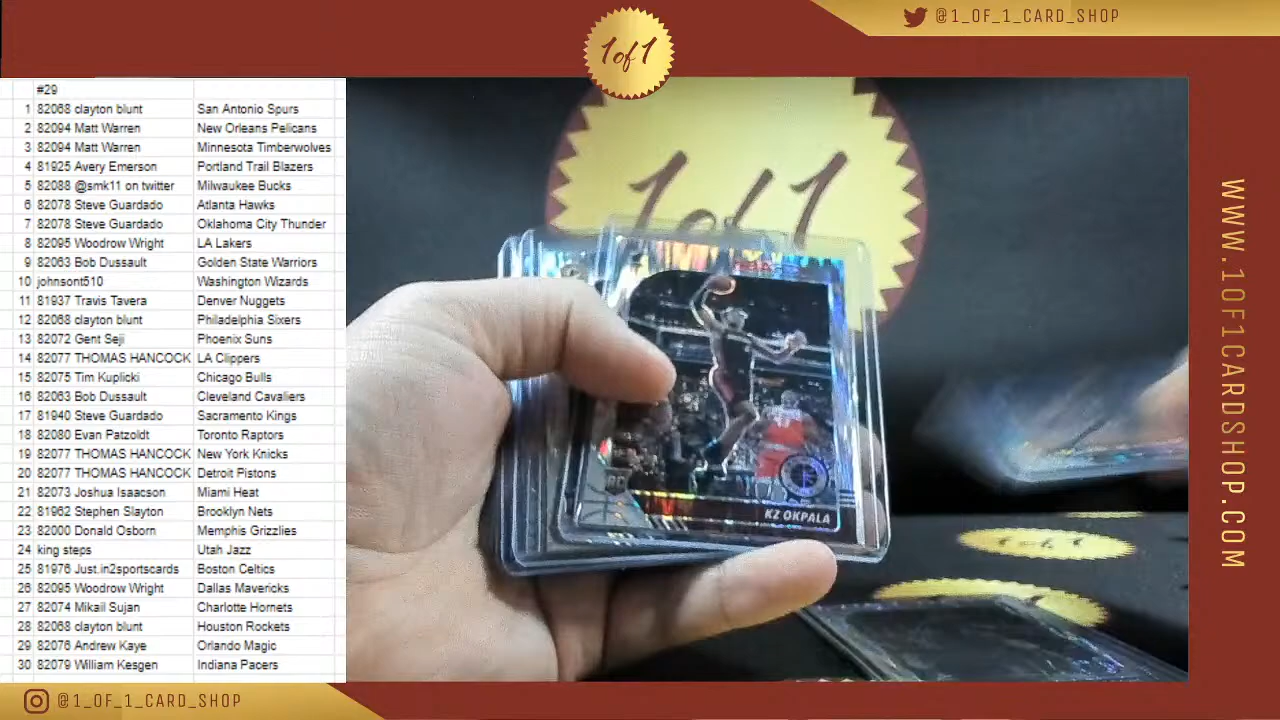 @1_OF_1_CARD_SHOP
1of1
#29
1 82068 clayton blunt San Antonio Spurs
2 82094 Matt Warren New Orleans Pelicans
3 82094 Matt Warren Minnesota Timberwolves
4 81925 Avery Emerson Portland Trail Blazers
5 82088 @smk11 on twitter Milwaukee Bucks
6 82078 Steve Guardado Atlanta Hawks
7 82078 Steve Guardado Oklahoma City Thunder
8 82095 Woodrow Wright LA Lakers
9 82063 Bob Dussault Golden State Warriors
10 johnsont510 Washington Wizards
11 81937 Travis Tavera Denver Nuggets
12 82068 clayton blunt Philadelphia Sixers
13 82072 Gent Seji Phoenix Suns
14 82077 THOMAS HANCOCK LA Clippers
15 82075 Tim Kuplicki Chicago Bulls
16 82063 Bob Dussault Cleveland Cavaliers
17 81940 Steve Guardado Sacramento Kings
18 82080 Evan Patzoldt Toronto Raptors
19 82077 THOMAS HANCOCK New York Knicks
20 82077 THOMAS HANCOCK Detroit Pistons
21 82073 Joshua Isaacson Miami Heat
22 81962 Stephen Slayton Brooklyn Nets
23 82000 Donald Osborn Memphis Grizzlies
24 king steps Utah Jazz
25 81976 Just.in2sportscards Boston Celtics
26 82095 Woodrow Wright Dallas Mavericks
27 82074 Mikail Sujan Charlotte Hornets
28 82068 clayton blunt Houston Rockets
29 82076 Andrew Kaye Orlando Magic
30 82079 William Kesgen Indiana Pacers
1of1
RC
KZ OKPALA
1 of 1
WWW.1OF1CARDSHOP.COM
@1_OF_1_CARD_SHOP